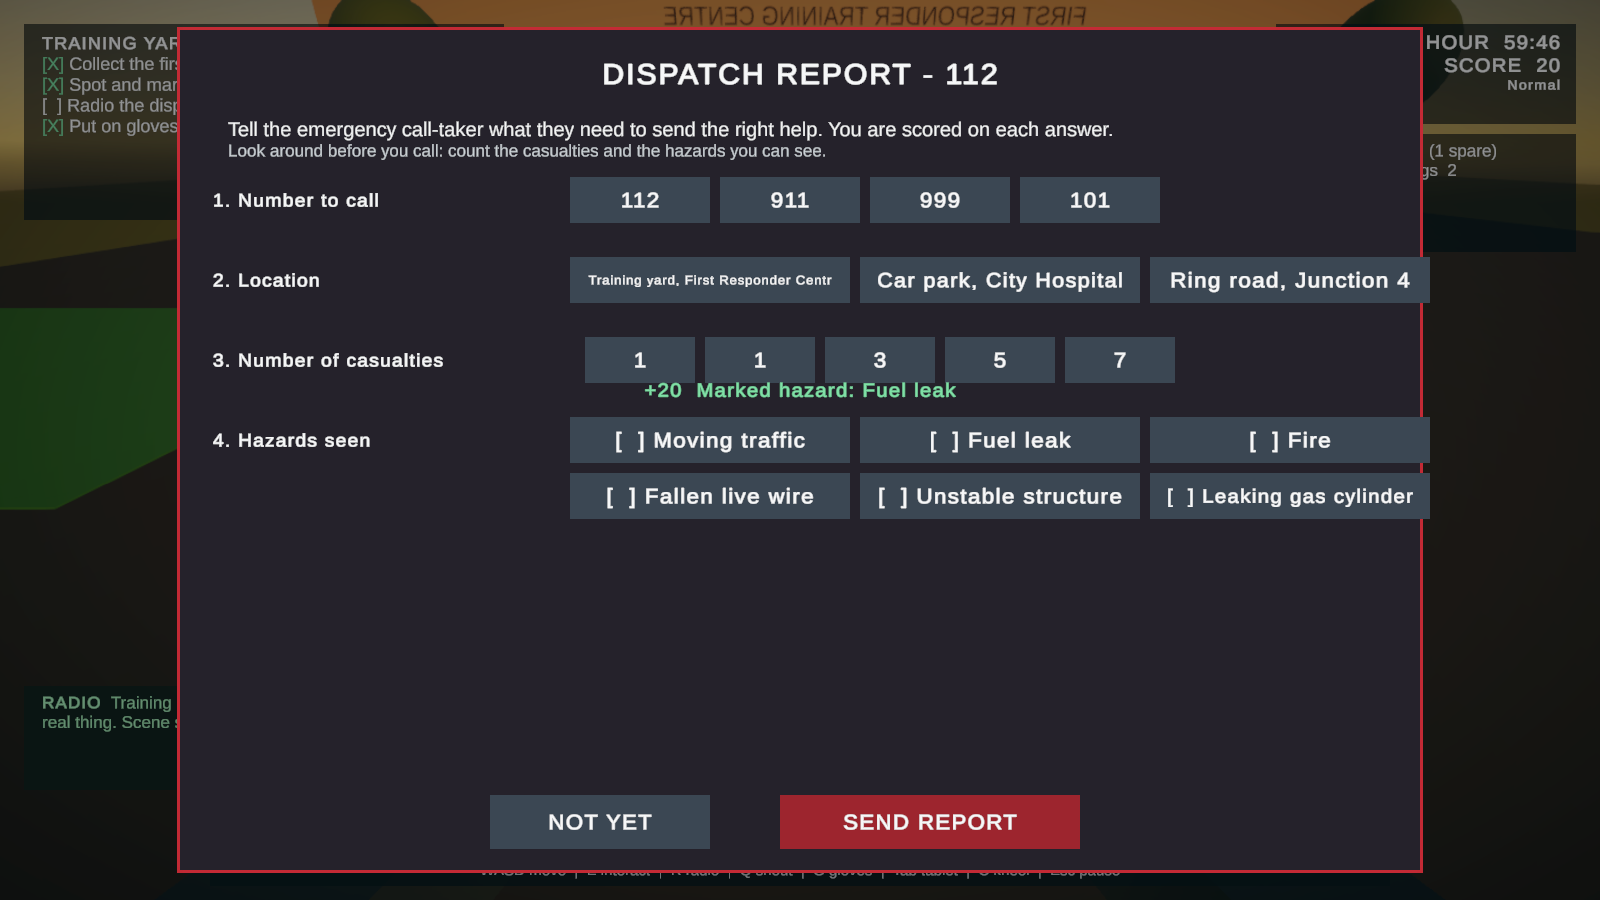 FIRST RESPONDER TRAINING CENTRE
TRAINING YAR
[X] Collect the firs
[X] Spot and mar
[ ] Radio the disp
[X] Put on gloves
HOUR 59:46
SCORE 20
Normal
(1 spare)
gs 2
DISPATCH REPORT - 112
Tell the emergency call-taker what they need to send the right help. You are scored on each answer.
Look around before you call: count the casualties and the hazards you can see.
1. Number to call
112 911 999 101
2. Location
Training yard, First Responder Centr Car park, City Hospital Ring road, Junction 4
3. Number of casualties
1 1 3 5 7
+20 Marked hazard: Fuel leak
4. Hazards seen
[ ] Moving traffic [ ] Fuel leak [ ] Fire
[ ] Fallen live wire [ ] Unstable structure [ ] Leaking gas cylinder
RADIO Training
real thing. Scene s
NOT YET SEND REPORT